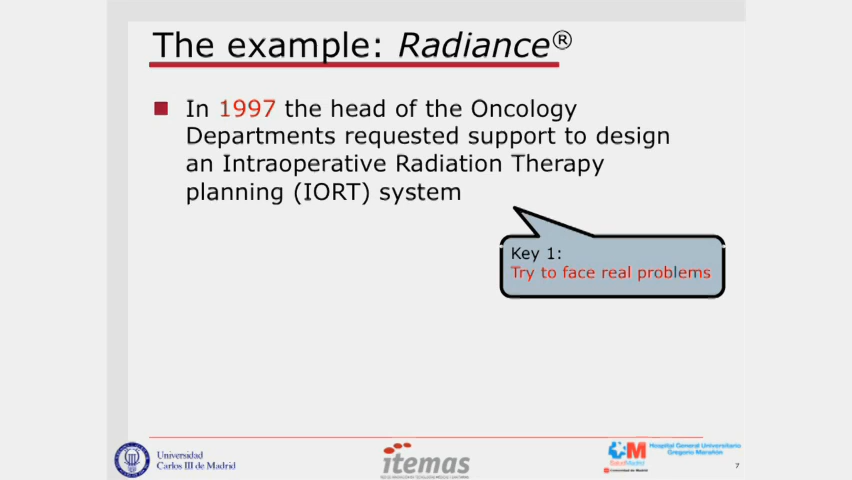 The example: Radiance®
In 1997 the head of the Oncology
Departments requested support to design
an Intraoperative Radiation Therapy
planning (IORT) system
Key 1:
Try to face real problems
Universidad
Carlos III de Madrid
itemas
SaludMadrid
Hospital General Universitario
Gregorio Marañón
7